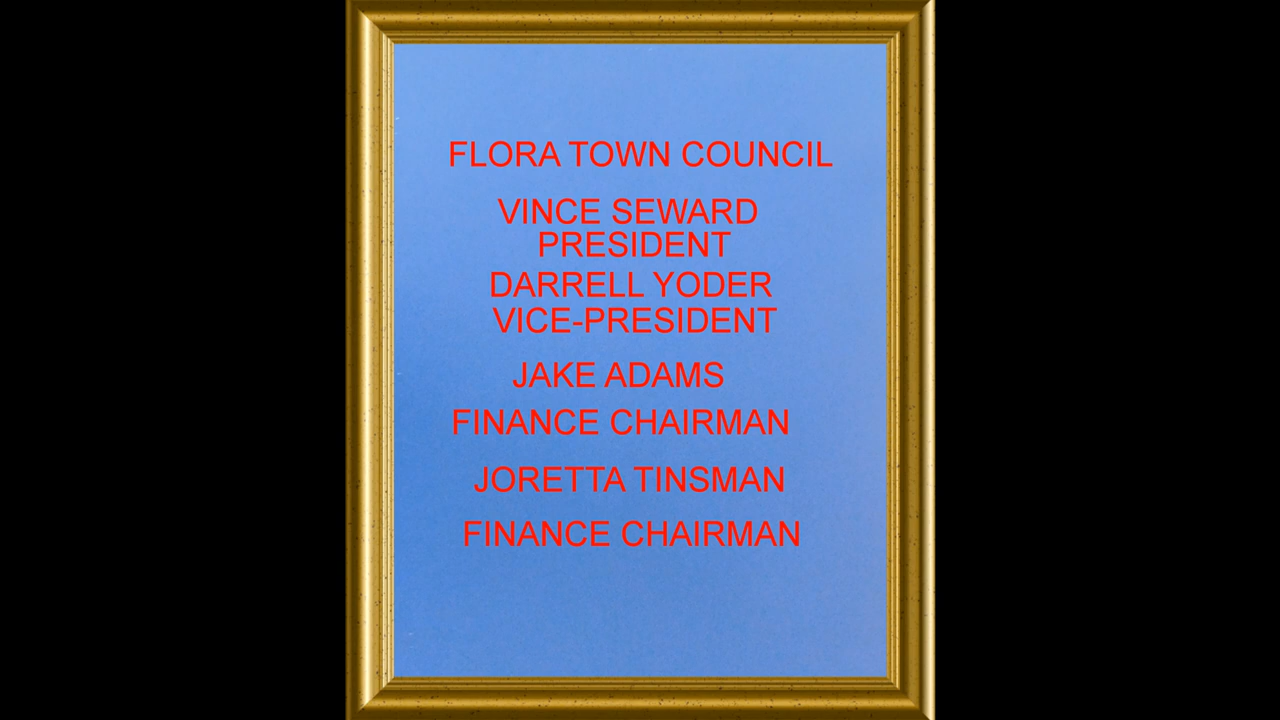 FLORA TOWN COUNCIL
VINCE SEWARD
PRESIDENT
DARRELL YODER
VICE-PRESIDENT
JAKE ADAMS
FINANCE CHAIRMAN
JORETTA TINSMAN
FINANCE CHAIRMAN